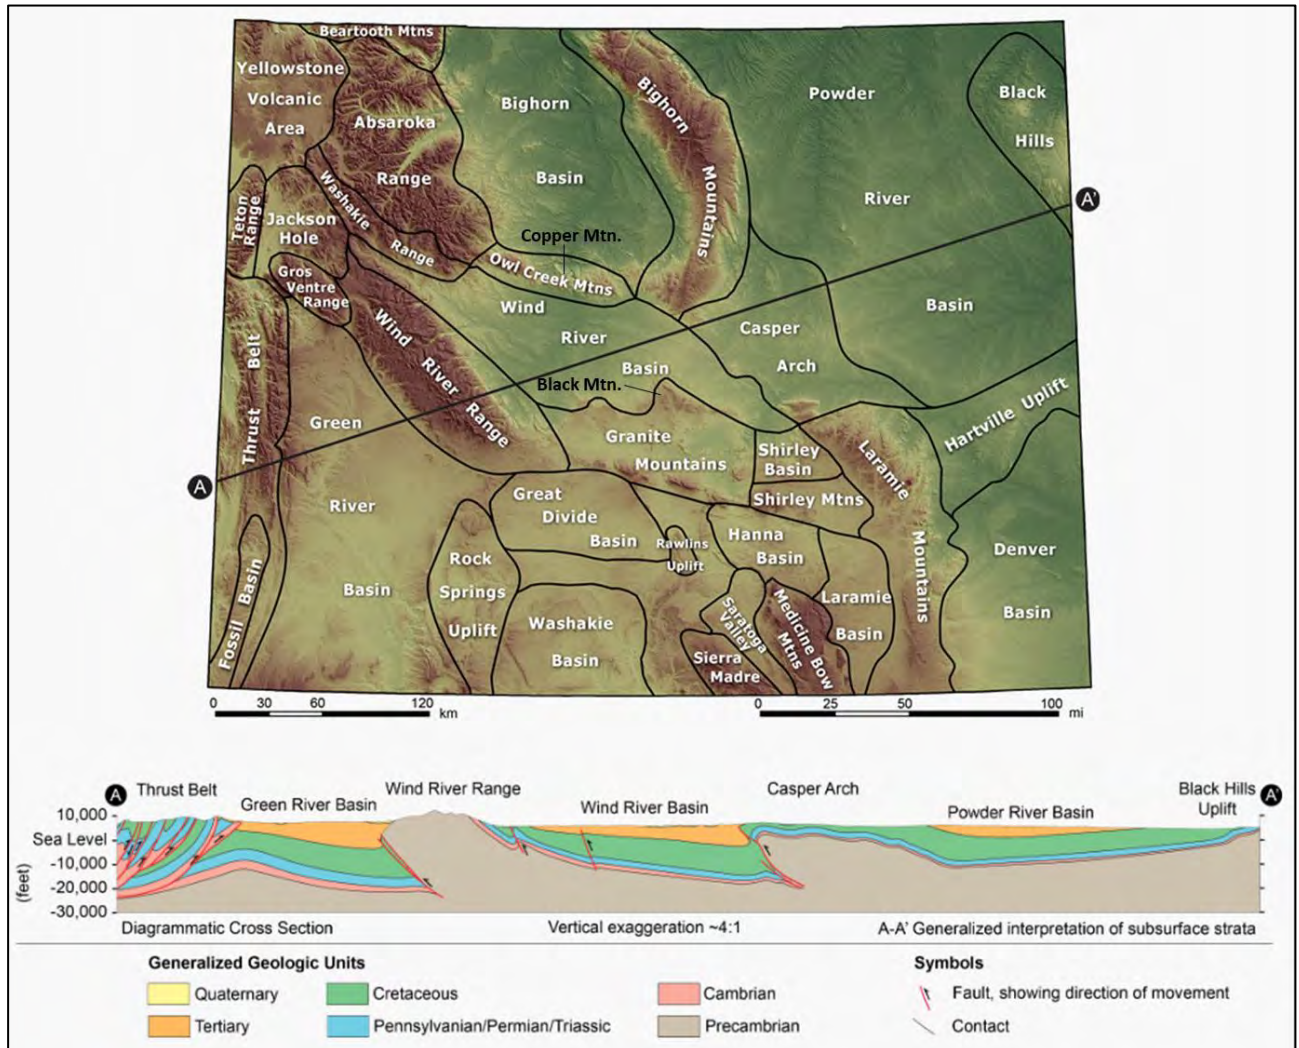 Beartooth Mtns
Yellowstone
Volcanic
Area
Absaroka
Range
Bighorn
Basin
Bighorn
Mountains
Powder
River
Basin
Black
Hills
A'
Washakie
Range
Teton
Range
Jackson
Hole
Gros
Ventre
Range
Copper Mtn.
Owl Creek Mtns
Wind
River
Basin
Wind
River
Range
Casper
Arch
Black Mtn.
Thrust
Belt
Green
River
Basin
Granite
Mountains
Hartville Uplift
Shirley
Basin
Shirley Mtns
Laramie
Mountains
A
Great
Divide
Basin
Rawlins
Uplift
Hanna
Basin
Denver
Basin
Rock
Springs
Uplift
Fossil Basin
Washakie
Basin
Saratoga
Valley
Medicine Bow
Mtns
Laramie
Basin
Sierra
Madre
0 30 60 120
km
0 25 50 100
mi
A
Thrust Belt
Green River Basin
Wind River Range
Wind River Basin
Casper Arch
Powder River Basin
Black Hills
Uplift
A'
10,000
Sea Level
-10,000
-20,000
-30,000
(feet)
Diagrammatic Cross Section
Vertical exaggeration ~4:1
A-A' Generalized interpretation of subsurface strata
Generalized Geologic Units
Quaternary
Cretaceous
Cambrian
Tertiary
Pennsylvanian/Permian/Triassic
Precambrian
Symbols
Fault, showing direction of movement
Contact